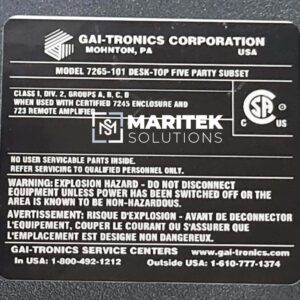 GAI-TRONICS CORPORATION
MOHNTON, PA USA
MODEL 7265-101 DESK-TOP FIVE PARTY SUBSET
CLASS I, DIV. 2, GROUPS A, B, C, D
WHEN USED WITH CERTIFIED 7245 ENCLOSURE AND
723 REMOTE AMPLIFIER
C US
MARITEK
SOLUTIONS
NO USER SERVICABLE PARTS INSIDE.
REFER SERVICING TO QUALIFIED PERSONNEL ONLY.
WARNING: EXPLOSION HAZARD - DO NOT DISCONNECT
EQUIPMENT UNLESS POWER HAS BEEN SWITCHED OFF OR
THE AREA IS KNOWN TO BE NON-HAZARDOUS.
AVERTISSEMENT: RISQUE D'EXPLOSION - AVANT DE DECONNECTOR
L'EQUIPEMENT, COUPER LE COURANT OU S'ASSURER QUE
L'EMPLACEMENT EST DESIGNE NON DANGEREUX.
GAI-TRONICS SERVICE CENTERS www.gai-tronics.com
In USA: 1-800-492-1212 Outside USA: 1-610-777-1374